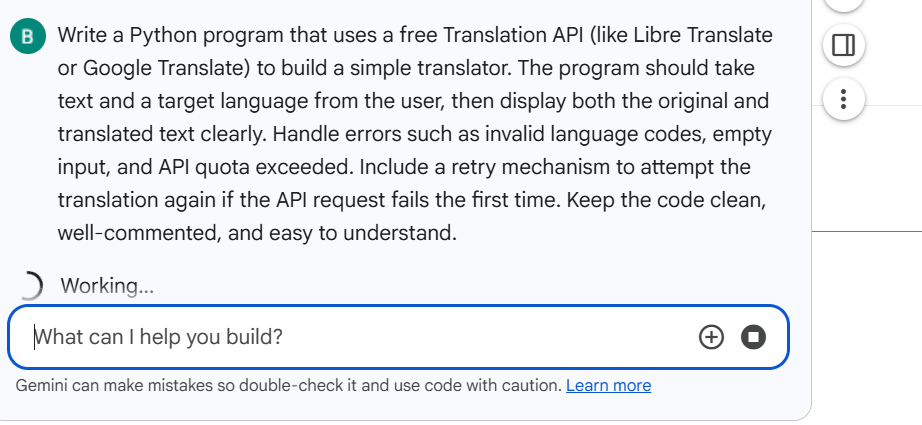 B
Write a Python program that uses a free Translation API (like Libre Translate
or Google Translate) to build a simple translator. The program should take
text and a target language from the user, then display both the original and
translated text clearly. Handle errors such as invalid language codes, empty
input, and API quota exceeded. Include a retry mechanism to attempt the
translation again if the API request fails the first time. Keep the code clean,
well-commented, and easy to understand.
Working...
What can I help you build?
Gemini can make mistakes so double-check it and use code with caution. Learn more